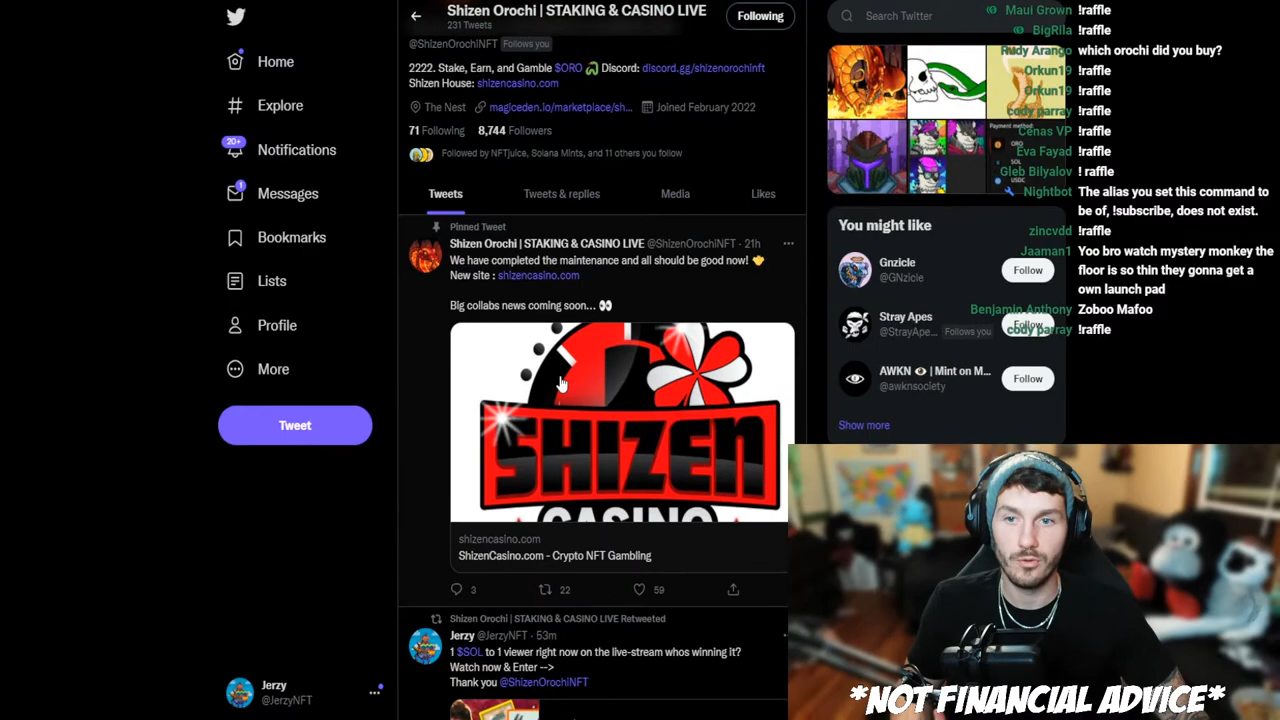 Shizen Orochi | STAKING & CASINO LIVE
231 Tweets
Following
@ShizenOrochiNFT Follows you
2222. Stake, Earn, and Gamble $ORO Discord: discord.gg/shizenorochinft
Shizen House: shizencasino.com
The Nest magiceden.io/marketplace/sh... Joined February 2022
71 Following 8,744 Followers
Followed by NFTjuice, Solana Mints, and 11 others you follow
Tweets Tweets & replies Media Likes
Pinned Tweet
Shizen Orochi | STAKING & CASINO LIVE @ShizenOrochiNFT · 21h
We have completed the maintenance and all should be good now!
New site : shizencasino.com
Big collabs news coming soon...
SHIZEN
CASINO
shizencasino.com
ShizenCasino.com - Crypto NFT Gambling
3 22 59
Shizen Orochi | STAKING & CASINO LIVE Retweeted
Jerzy @JerzyNFT · 53m
1 $SOL to 1 viewer right now on the live-stream whos winning it?
Watch now & Enter -->
Thank you @ShizenOrochiNFT
Home
Explore
20+
Notifications
1
Messages
Bookmarks
Lists
Profile
More
Tweet
Jerzy
@JerzyNFT
Search Twitter
Payment method:
ORO
SOL
USDC
You might like
Gnzicle
@GNzicle
Follow
Stray Apes
@StrayApe... Follows you
Follow
AWKN | Mint on M...
@awknsociety
Follow
Show more
Maui Grown !raffle
BigRila !raffle
Rudy Arango which orochi did you buy?
Orkun19 !raffle
Orkun19 !raffle
cody parray !raffle
Cenas VP !raffle
Eva Fayad !raffle
Gleb Bilyalov ! raffle
Nightbot The alias you set this command to
be of, !subscribe, does not exist.
zincvdd !raffle
Jaaman1 Yoo bro watch mystery monkey the
floor is so thin they gonna get a
own launch pad
Benjamin Anthony Zoboo Mafoo
cody parray !raffle
*NOT FINANCIAL ADVICE*